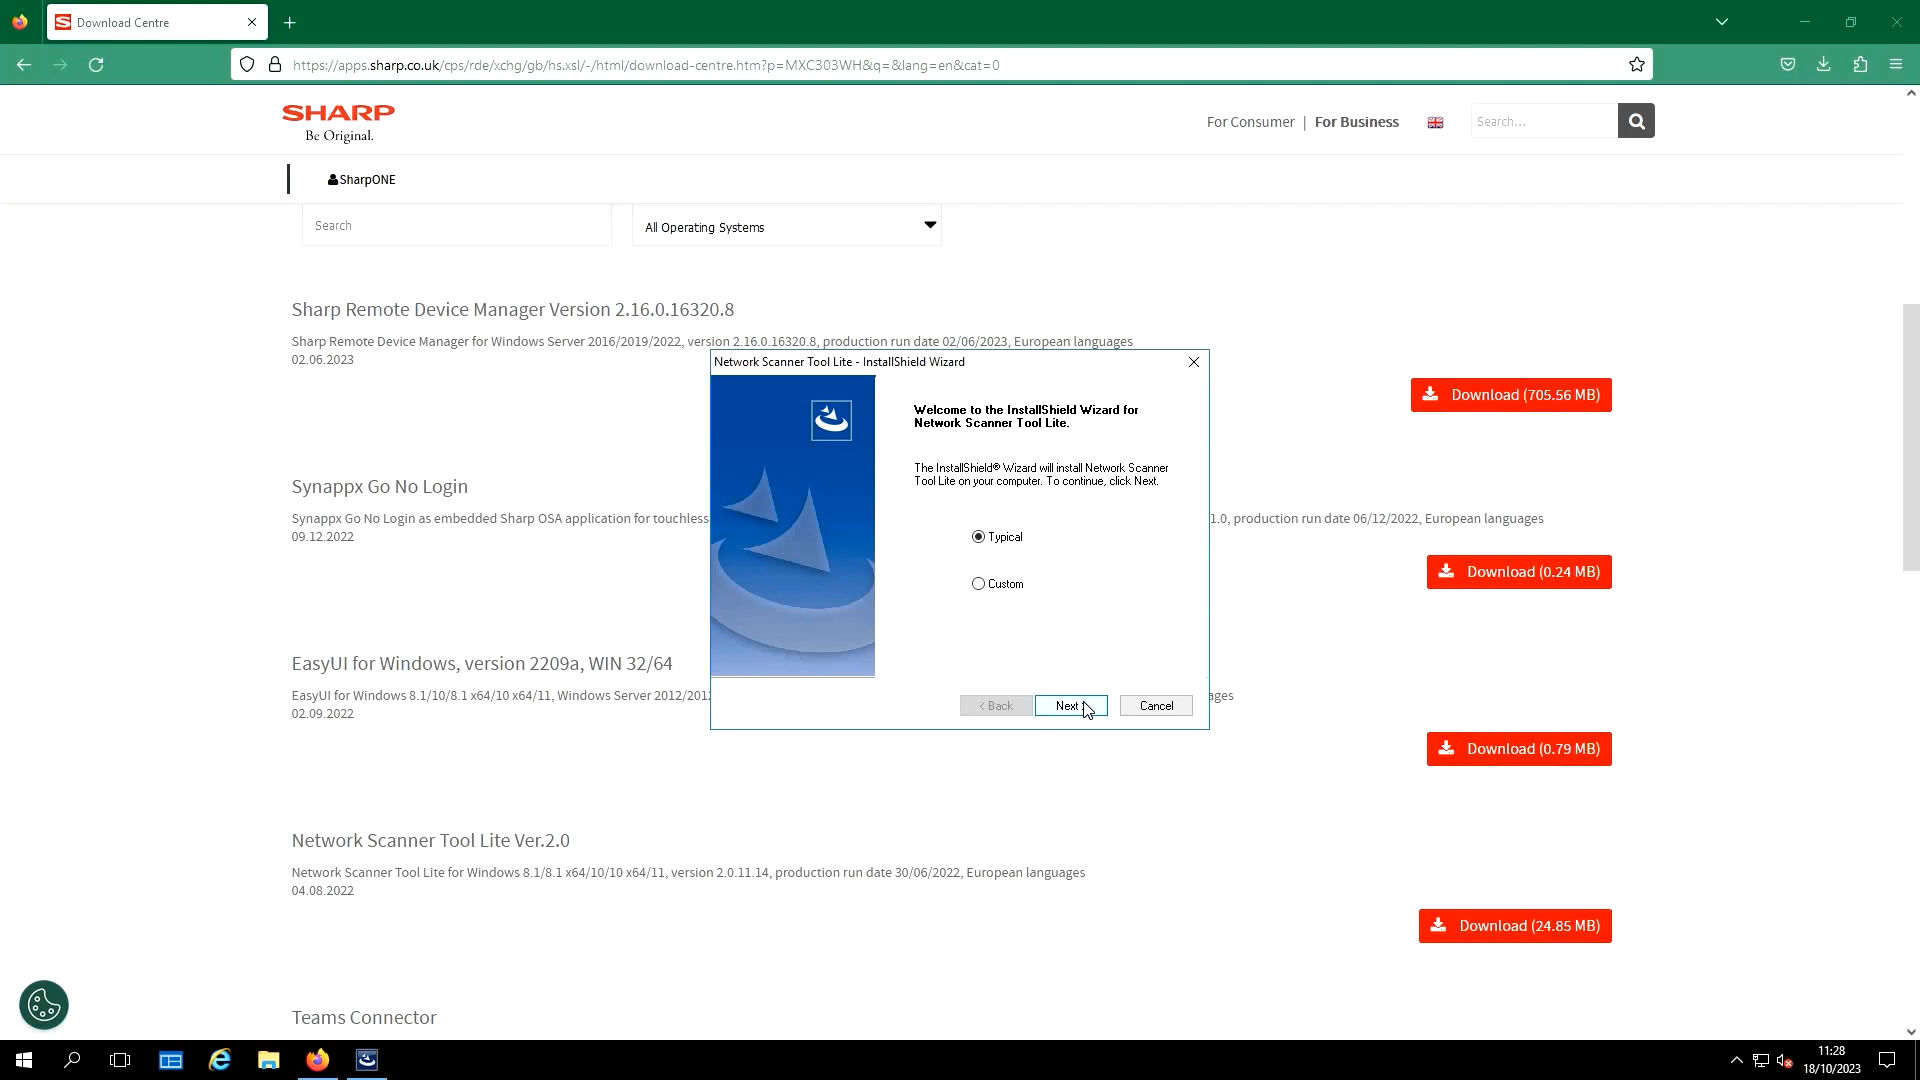 Download Centre
https://apps.sharp.co.uk/cps/rde/xchg/gb/hs.xsl/-/html/download-centre.htm?p=MXC303WH&q=&lang=en&cat=0
SHARP
Be Original.
For Consumer | For Business
Search...
SharpONE
Search
All Operating Systems
Sharp Remote Device Manager Version 2.16.0.16320.8
Sharp Remote Device Manager for Windows Server 2016/2019/2022, version 2.16.0.16320.8, production run date 02/06/2023, European languages
02.06.2023
Download (705.56 MB)
Network Scanner Tool Lite - InstallShield Wizard
Welcome to the InstallShield Wizard for
Network Scanner Tool Lite.
The InstallShield® Wizard will install Network Scanner
Tool Lite on your computer. To continue, click Next.
Typical
Custom
< Back
Next
Cancel
Synappx Go No Login
Synappx Go No Login as embedded Sharp OSA application for touchless
1.0, production run date 06/12/2022, European languages
09.12.2022
Download (0.24 MB)
EasyUI for Windows, version 2209a, WIN 32/64
EasyUI for Windows 8.1/10/8.1 x64/10 x64/11, Windows Server 2012/2012
ages
02.09.2022
Download (0.79 MB)
Network Scanner Tool Lite Ver.2.0
Network Scanner Tool Lite for Windows 8.1/8.1 x64/10/10 x64/11, version 2.0.11.14, production run date 30/06/2022, European languages
04.08.2022
Download (24.85 MB)
Teams Connector
11:28
18/10/2023